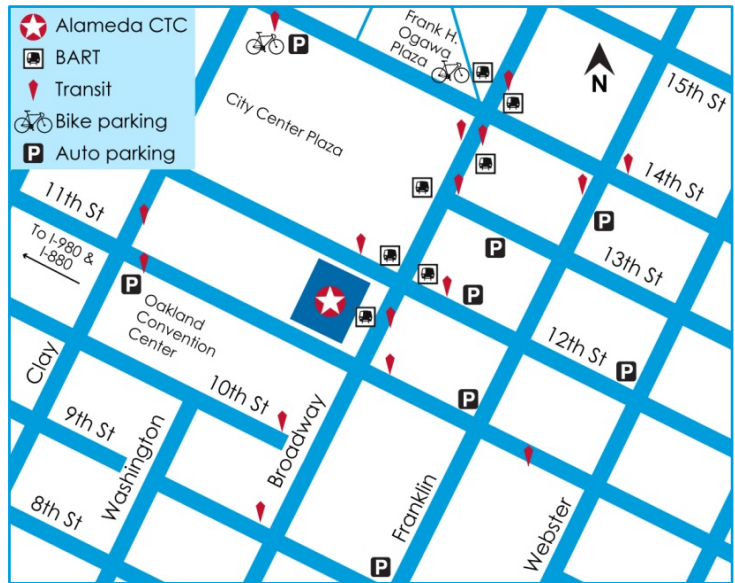 Alameda CTC
BART
Transit
Bike parking
P Auto parking
P
Frank H.
Ogawa
Plaza
N
15th St
City Center Plaza
14th St
11th St
P
13th St
To I-980 &
I-880
P
P
P
Oakland
Convention
Center
12th St
P
Clay
10th St
P
9th St
Washington
Broadway
8th St
Franklin
Webster
P